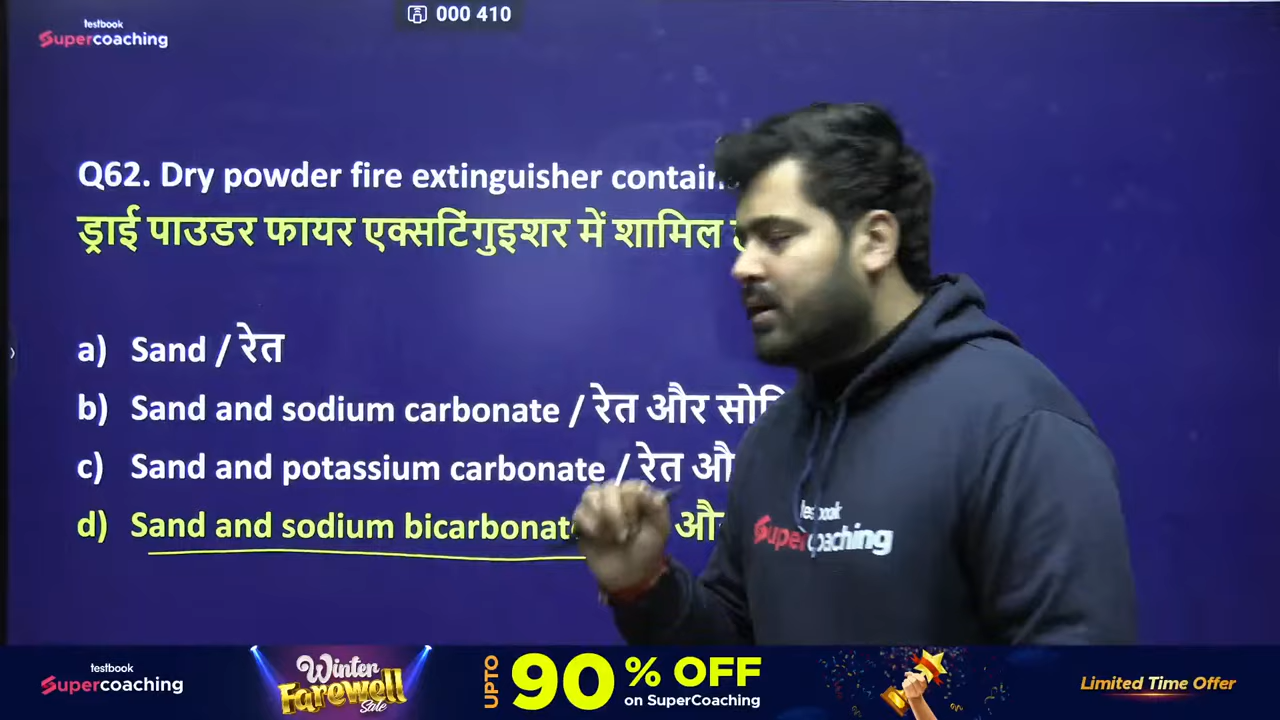 testbook
Supercoaching
000 410
Q62. Dry powder fire extinguisher contain
ड्राई पाउडर फायर एक्सटिंगुइशर में शामिल
a) Sand / रेत
b) Sand and sodium carbonate / रेत और
c) Sand and potassium carbonate / रेत
d) Sand and sodium bicarbonate
testbook
Supercoaching
testbook
Supercoaching
Winter
Farewell
Sale
UPTO
90% OFF
on SuperCoaching
Limited Time Offer